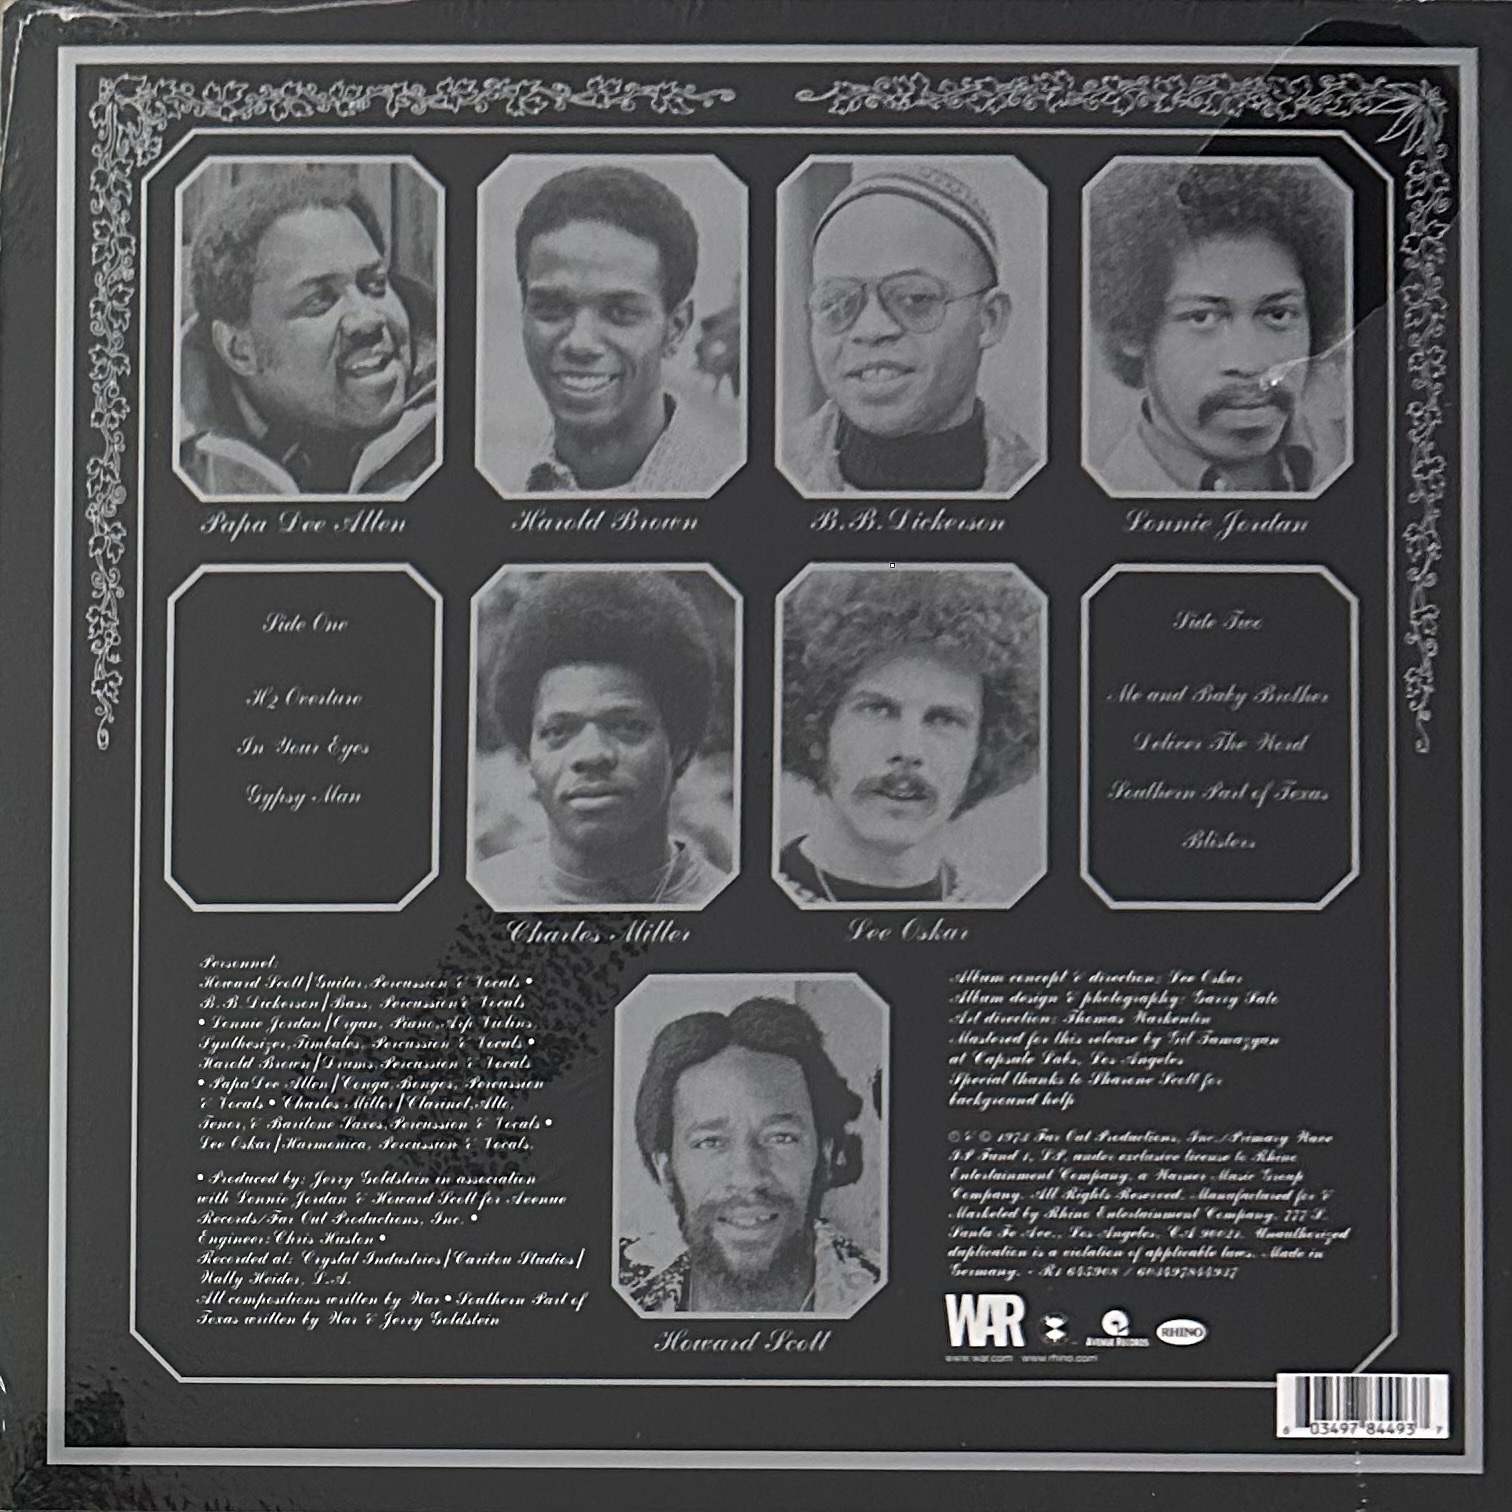 Papa Dee Allen
Harold Brown
B.B. Dickerson
Lonnie Jordan
Side One
H2 Overture
In Your Eyes
Gypsy Man
Charles Miller
Lee Oskar
Side Two
Me and Baby Brother
Deliver The Word
Southern Part of Texas
Blisters
Personnel:
Howard Scott/Guitar, Percussion & Vocals •
B.B. Dickerson/Bass, Percussion & Vocals
• Lonnie Jordan/Organ, Piano, Arp Violins,
Synthesizer, Timbales, Percussion & Vocals •
Harold Brown/Drums, Percussion & Vocals
• Papa Dee Allen/Conga, Bongos, Percussion
& Vocals • Charles Miller/Clarinet, Alto,
Tenor, & Baritone Saxes, Percussion & Vocals •
Lee Oskar/Harmonica, Percussion & Vocals.
• Produced by: Jerry Goldstein in association
with Lonnie Jordan & Howard Scott for Avenue
Records/Far Out Productions, Inc. •
Engineer: Chris Huston •
Recorded at: Crystal Industries/Caribou Studios/
Wally Heider, L.A.
All compositions written by War • Southern Part of
Texas written by War & Jerry Goldstein
Howard Scott
Album concept & direction: Lee Oskar
Album design & photography: Garry
Art direction: Thomas Warkentin
Mastered for this release by Gel Tamazyan
at Capsule Labs, Los Angeles
Special thanks to Sharone Scott for
background help
℗ & © 1973 Far Out Productions, Inc./Primary Wave
IP Fund 1, LP, under exclusive license to Rhino
Entertainment Company, a Warner Music Group
Company. All Rights Reserved. Manufactured for &
Marketed by Rhino Entertainment Company, 777 S.
Santa Fe Ave., Los Angeles, CA 90021. Unauthorized
duplication is a violation of applicable laws. Made in
Germany. - R1 645908 / 603497844937
WAR
AVENUE RECORDS
RHINO
www.war.com www.rhino.com
6 03497 84493 7